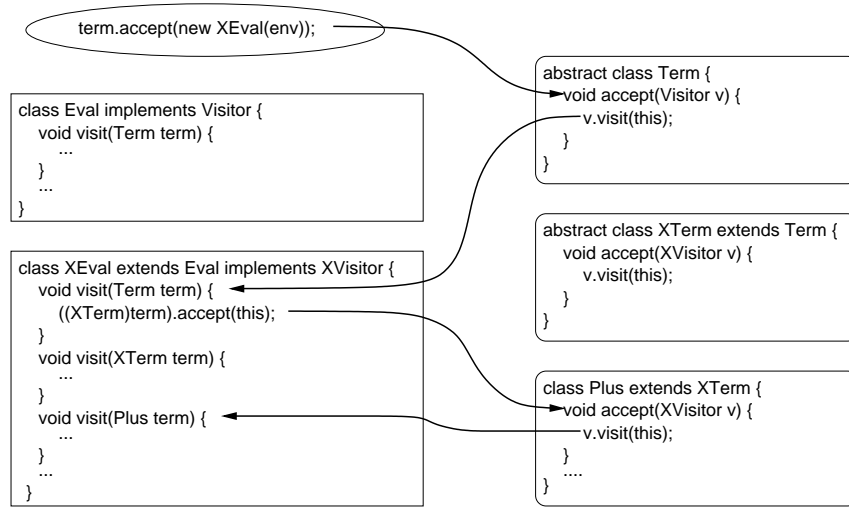 term.accept(new XEval(env));
class Eval implements Visitor {
void visit(Term term) {
...
}
...
}
class XEval extends Eval implements XVisitor {
void visit(Term term) {
((XTerm)term).accept(this);
}
void visit(XTerm term) {
...
}
void visit(Plus term) {
...
}
...
}
abstract class Term {
void accept(Visitor v) {
v.visit(this);
}
}
abstract class XTerm extends Term {
void accept(XVisitor v) {
v.visit(this);
}
}
class Plus extends XTerm {
void accept(XVisitor v) {
v.visit(this);
}
....
}